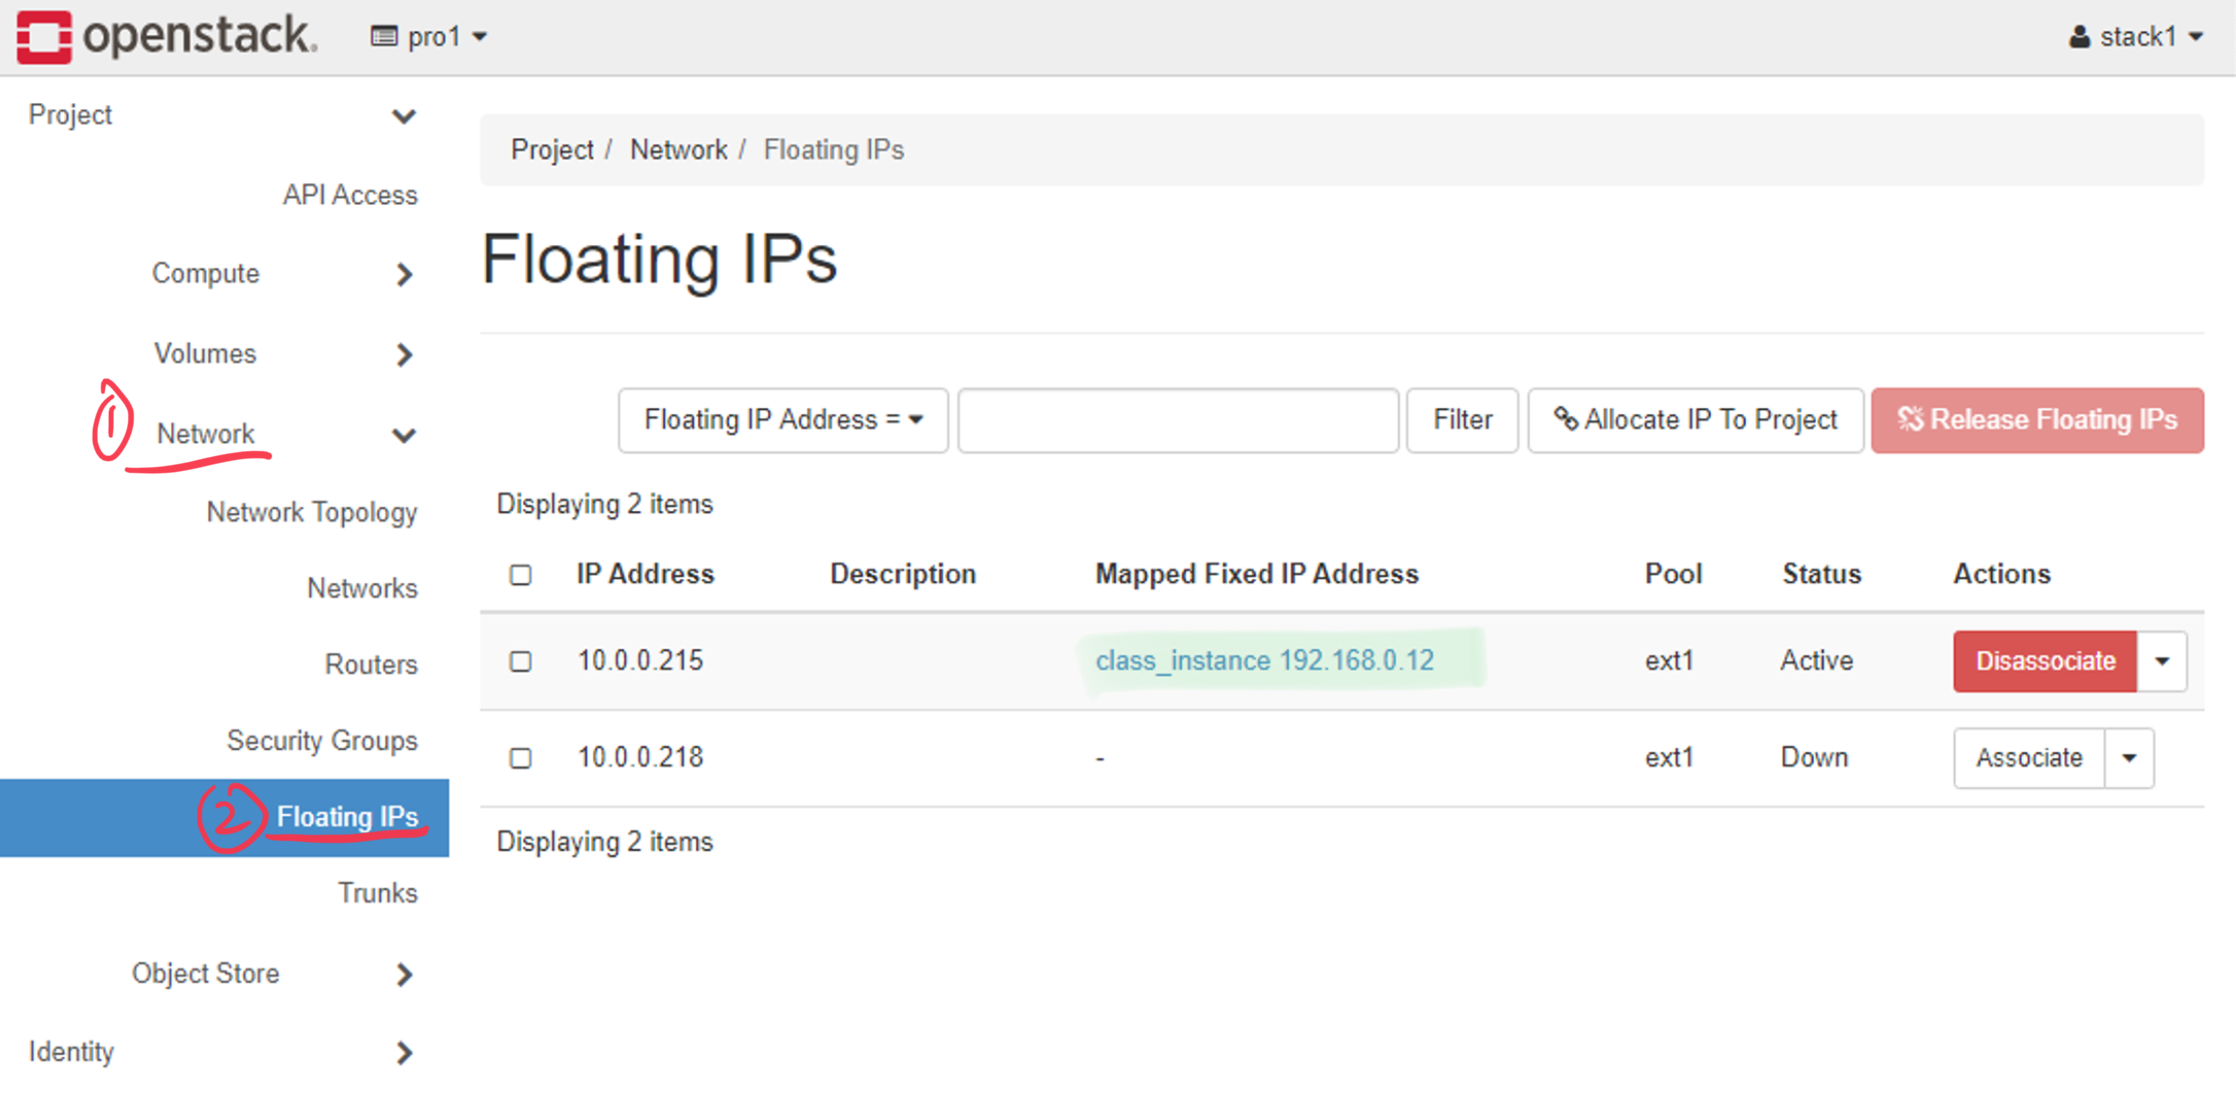 openstack. pro1 stack1
Project
API Access
Compute
Volumes
① Network
Network Topology
Networks
Routers
Security Groups
② Floating IPs
Trunks
Object Store
Identity
Project / Network / Floating IPs
Floating IPs
Floating IP Address = Filter Allocate IP To Project Release Floating IPs
Displaying 2 items
IP Address Description Mapped Fixed IP Address Pool Status Actions
10.0.0.215 class_instance 192.168.0.12 ext1 Active Disassociate
10.0.0.218 - ext1 Down Associate
Displaying 2 items